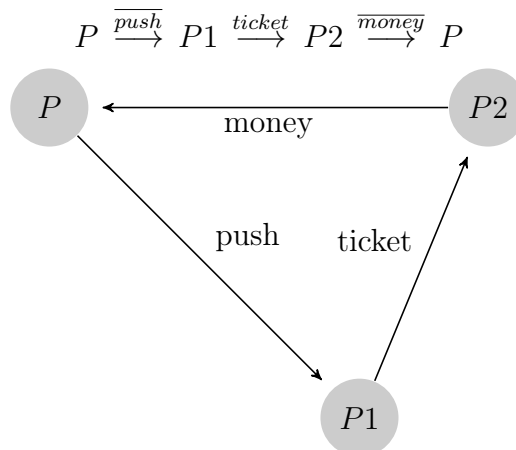 P \overline{push}⟶ P1 ticket⟶ P2 \overline{money}⟶ P
P
P2
money
push
ticket
P1